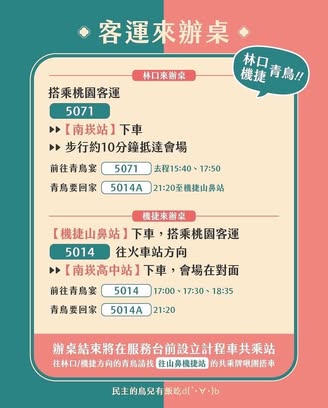 客運來辦桌
林口
機捷青鳥!!
林口來辦桌
搭乘桃園客運
5071
▶▶【南崁站】下車
▶▶ 步行約10分鐘抵達會場
前往青鳥宴 5071 去程15:40、17:50
青鳥要回家 5014A 21:20至機捷山鼻站
機捷來辦桌
【機捷山鼻站】下車，搭乘桃園客運
5014 往火車站方向
▶▶【南崁高中站】下車，會場在對面
前往青鳥宴 5014 17:00、17:30、18:35
青鳥要回家 5014A 21:20
辦桌結束將在服務台前設立計程車共乘站
往林口/機捷方向的青鳥請找 往山鼻機捷站 的共乘牌啾團搭車
民主的鳥兒有飯吃d(`･∀･)b